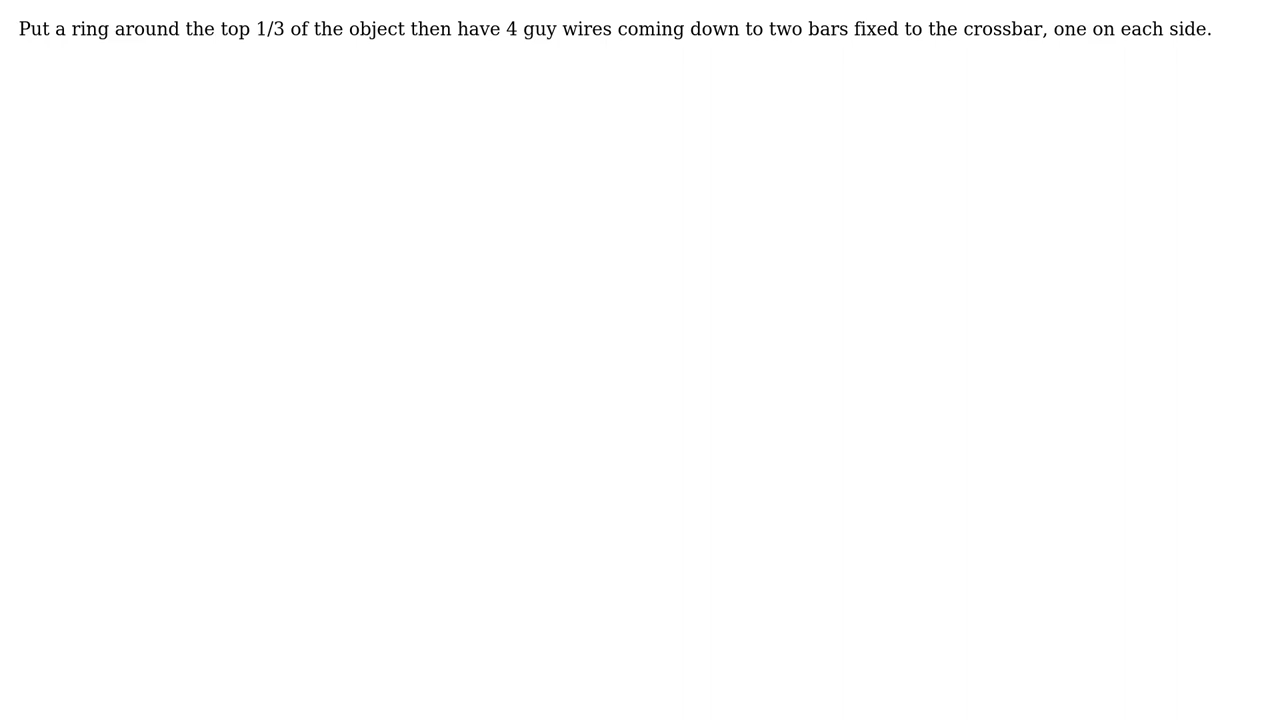 Put a ring around the top 1/3 of the object then have 4 guy wires coming down to two bars fixed to the crossbar, one on each side.